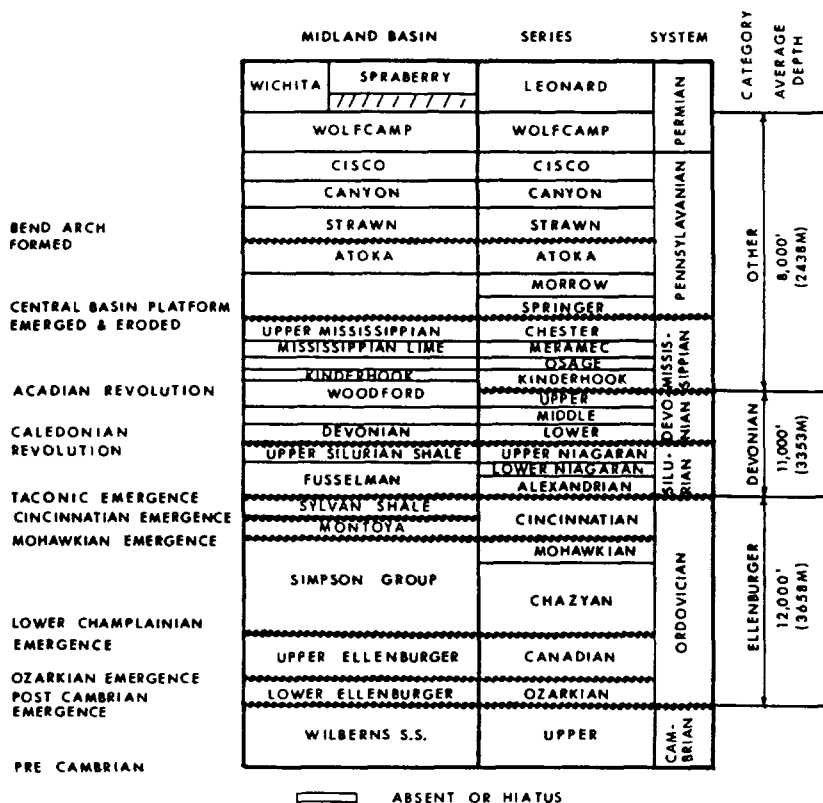 MIDLAND BASIN SERIES SYSTEM CATEGORY AVERAGE DEPTH
WICHITA SPRABERRY LEONARD PERMIAN
WOLFCAMP WOLFCAMP
CISCO CISCO PENNSYLAVANIAN
CANYON CANYON
STRAWN STRAWN
BEND ARCH
FORMED
ATOKA ATOKA
MORROW
SPRINGER
OTHER 8,000' (2438M)
CENTRAL BASIN PLATFORM
EMERGED & ERODED
UPPER MISSISSIPPIAN CHESTER MISSIS-
SIPPIAN
MISSISSIPPIAN LIME MERAMEC
OSAGE
KINDERHOOK KINDERHOOK
ACADIAN REVOLUTION
WOODFORD UPPER DEVO-
NIAN
MIDDLE
DEVONIAN LOWER
CALEDONIAN
REVOLUTION
DEVONIAN 11,000' (3353M)
UPPER SILURIAN SHALE UPPER NIAGARAN SILU-
RIAN
LOWER NIAGARAN
FUSSELMAN ALEXANDRIAN
TACONIC EMERGENCE
SYLVAN SHALE CINCINNATIAN ORDOVICIAN
CINCINNATIAN EMERGENCE
MONTOYA
MOHAWKIAN EMERGENCE
MOHAWKIAN
SIMPSON GROUP
CHAZYAN
ELLENBURGER 12,000' (3658M)
LOWER CHAMPLAINIAN
EMERGENCE
UPPER ELLENBURGER CANADIAN
OZARKIAN EMERGENCE
LOWER ELLENBURGER OZARKIAN
POST CAMBRIAN
EMERGENCE
WILBERNS S.S. UPPER CAM-
BRIAN
PRE CAMBRIAN
ABSENT OR HIATUS